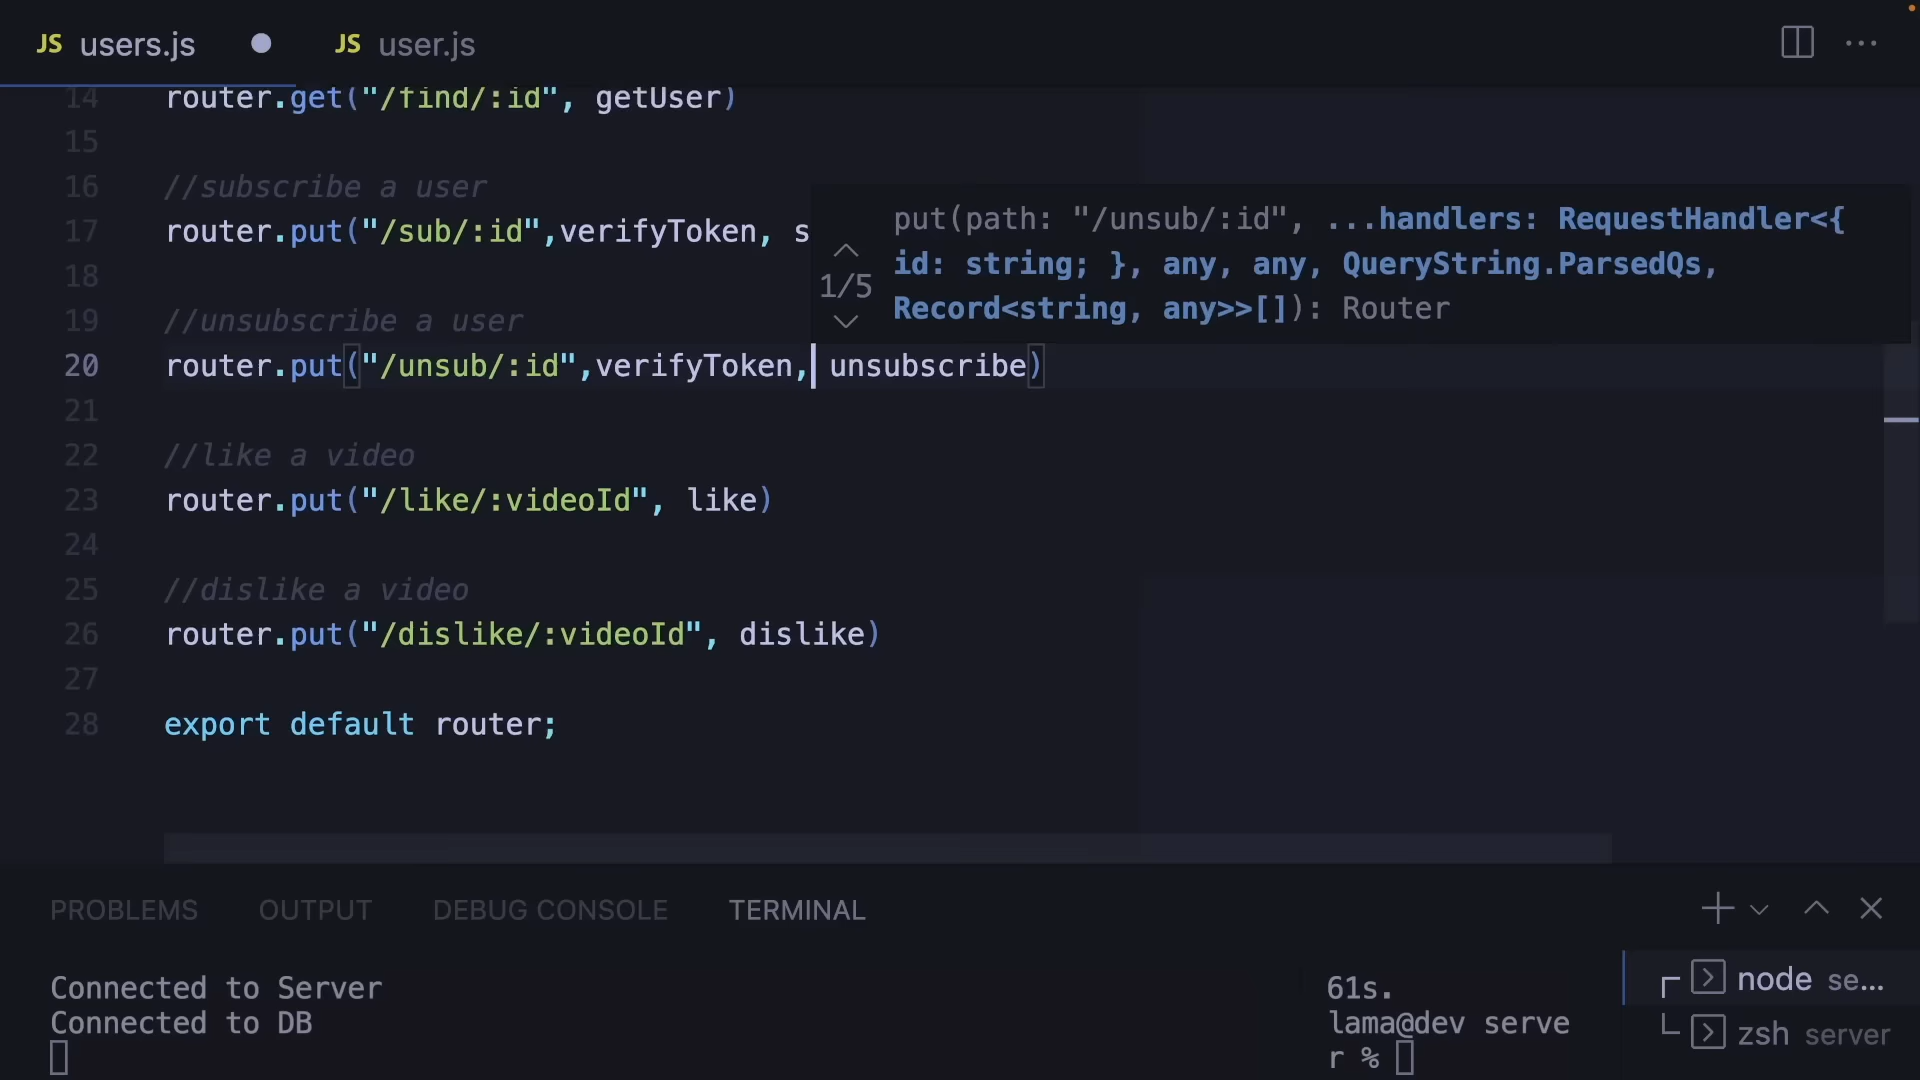 JS users.js JS user.js
14 router.get("/find/:id", getUser)
15
16 //subscribe a user
17 router.put("/sub/:id",verifyToken, s
18
19 //unsubscribe a user
20 router.put("/unsub/:id",verifyToken, unsubscribe)
21
22 //like a video
23 router.put("/like/:videoId", like)
24
25 //dislike a video
26 router.put("/dislike/:videoId", dislike)
27
28 export default router;
put(path: "/unsub/:id", ...handlers: RequestHandler<{
1/5 id: string; }, any, any, QueryString.ParsedQs,
Record<string, any>>[]): Router
PROBLEMS OUTPUT DEBUG CONSOLE TERMINAL
Connected to Server
Connected to DB
61s.
lama@dev serve
r %
node se...
zsh server